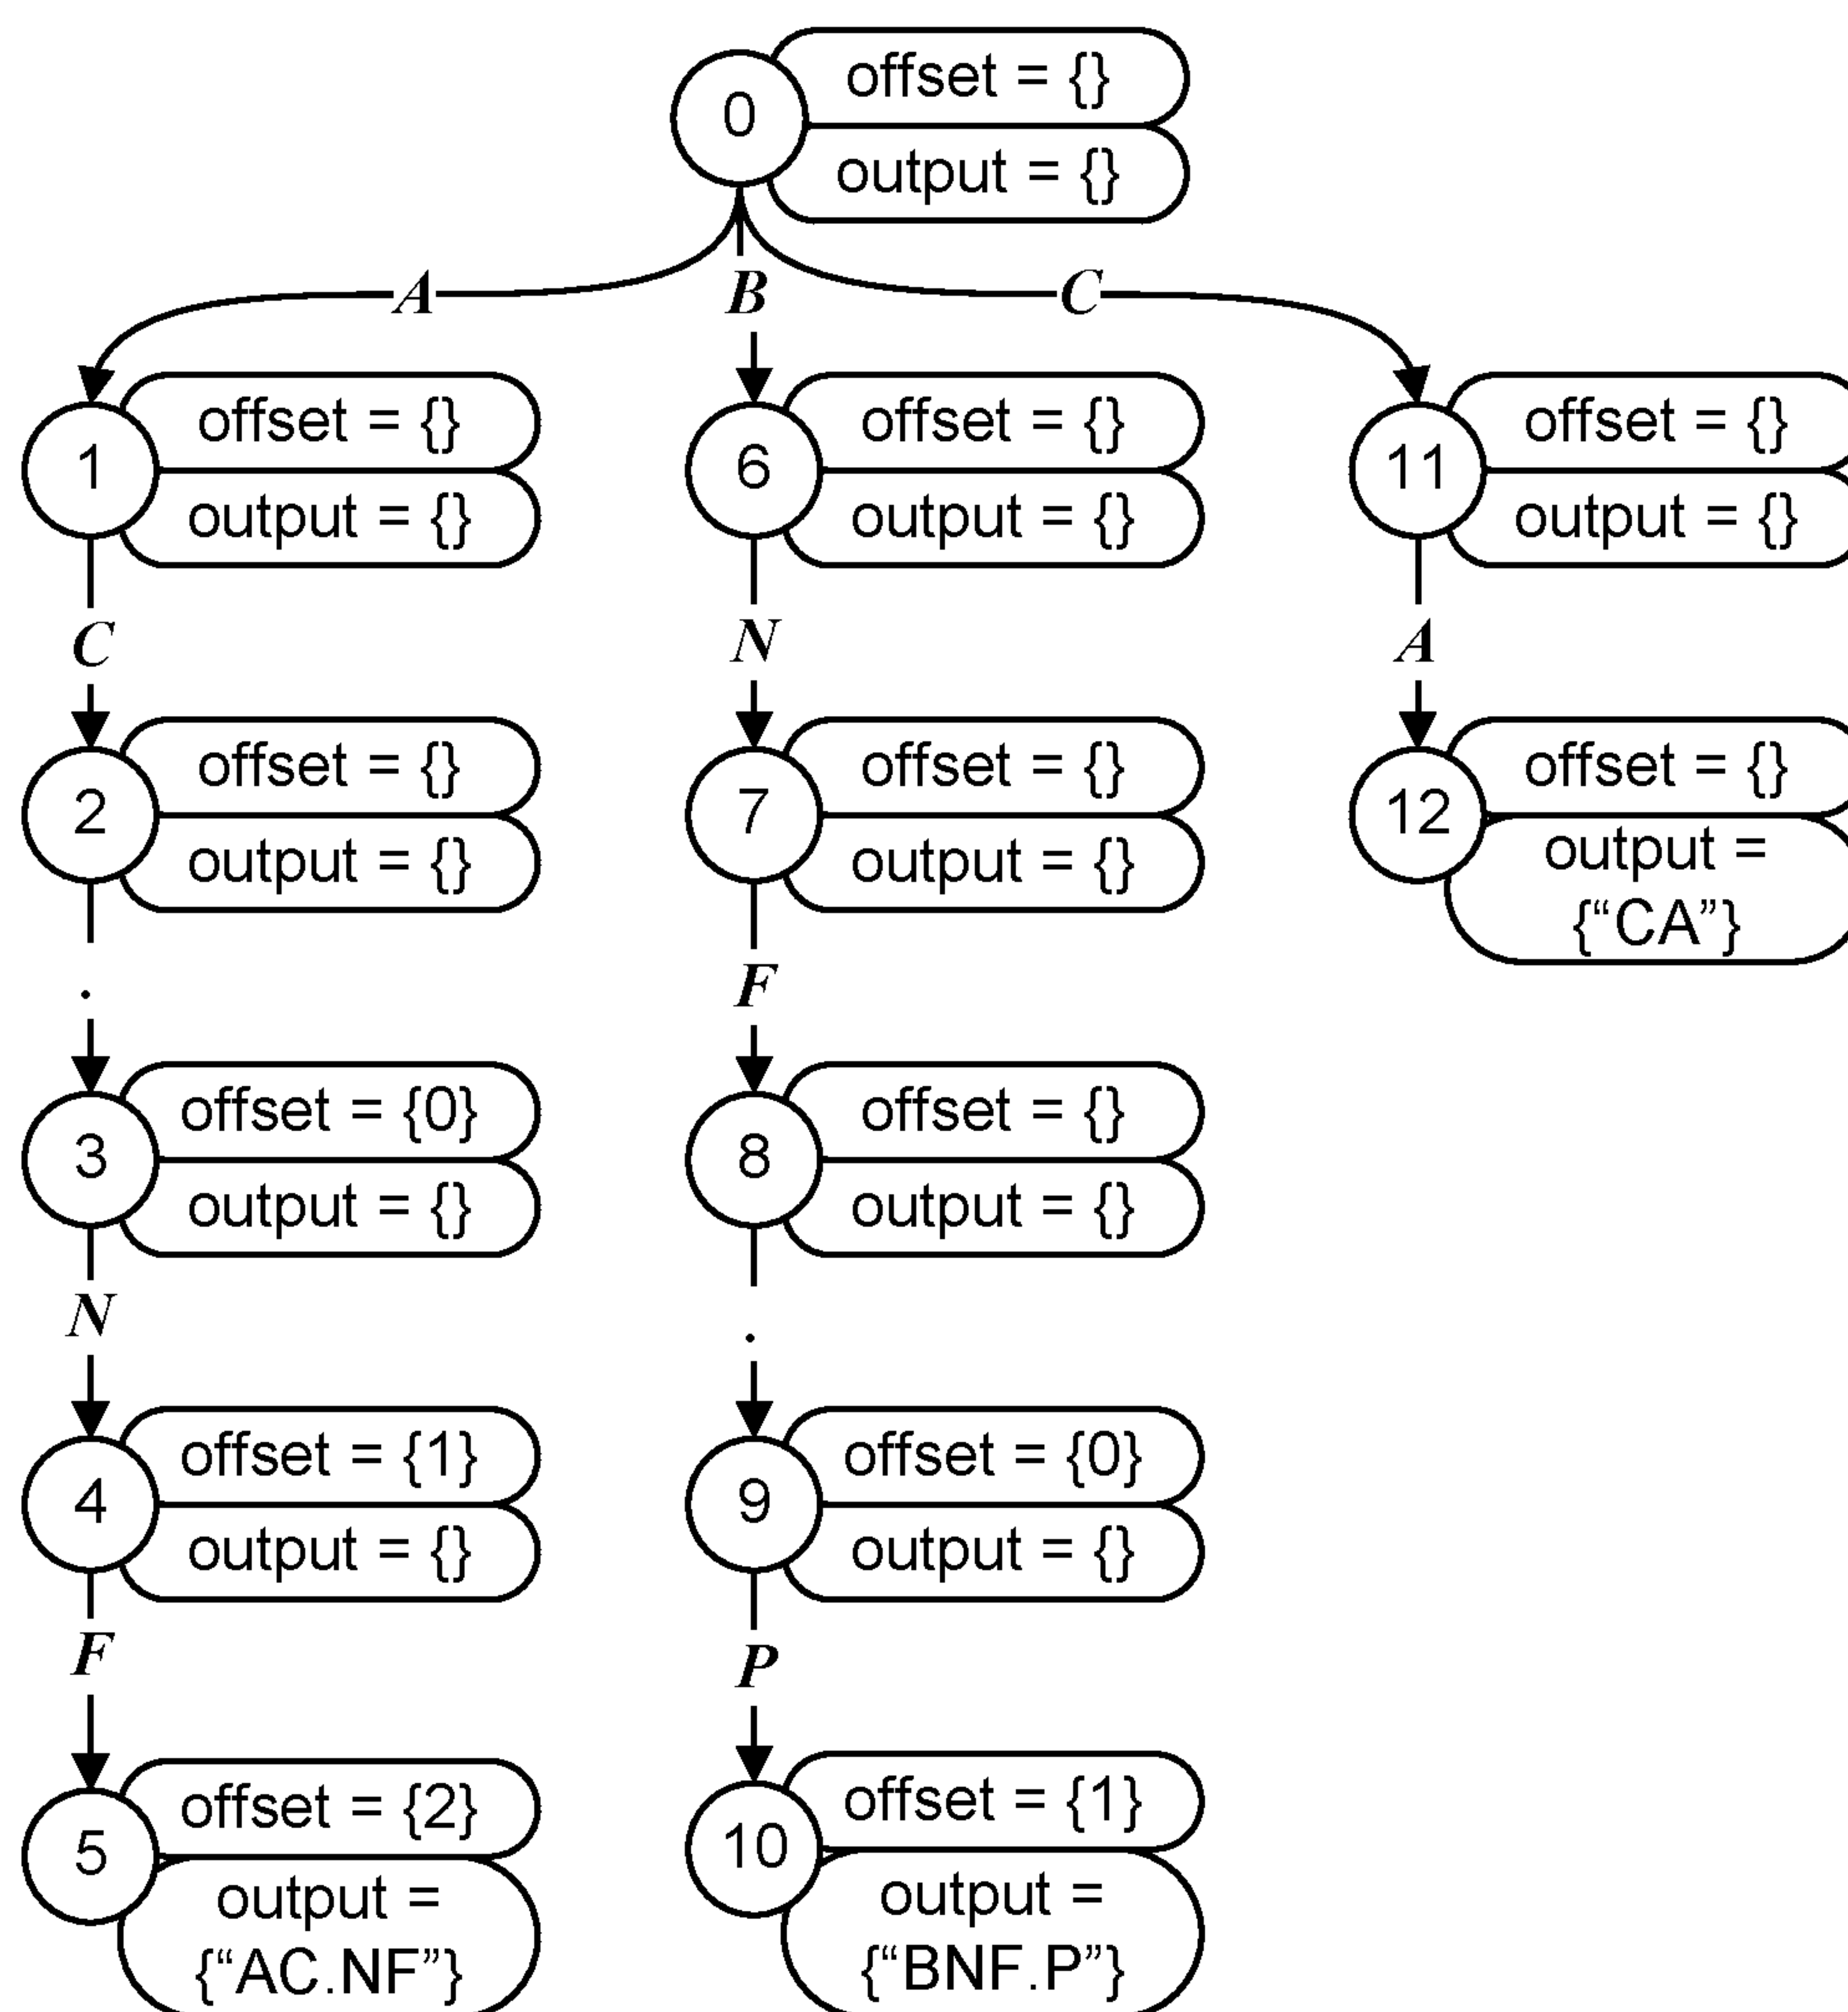 0
offset = {}
output = {}
A
B
C
1
offset = {}
output = {}
6
offset = {}
output = {}
11
offset = {}
output = {}
C
N
A
2
offset = {}
output = {}
7
offset = {}
output = {}
12
offset = {}
output =
{“CA”}
.
F
3
offset = {0}
output = {}
8
offset = {}
output = {}
N
.
4
offset = {1}
output = {}
9
offset = {0}
output = {}
F
P
5
offset = {2}
output =
{“AC.NF”}
10
offset = {1}
output =
{“BNF.P”}